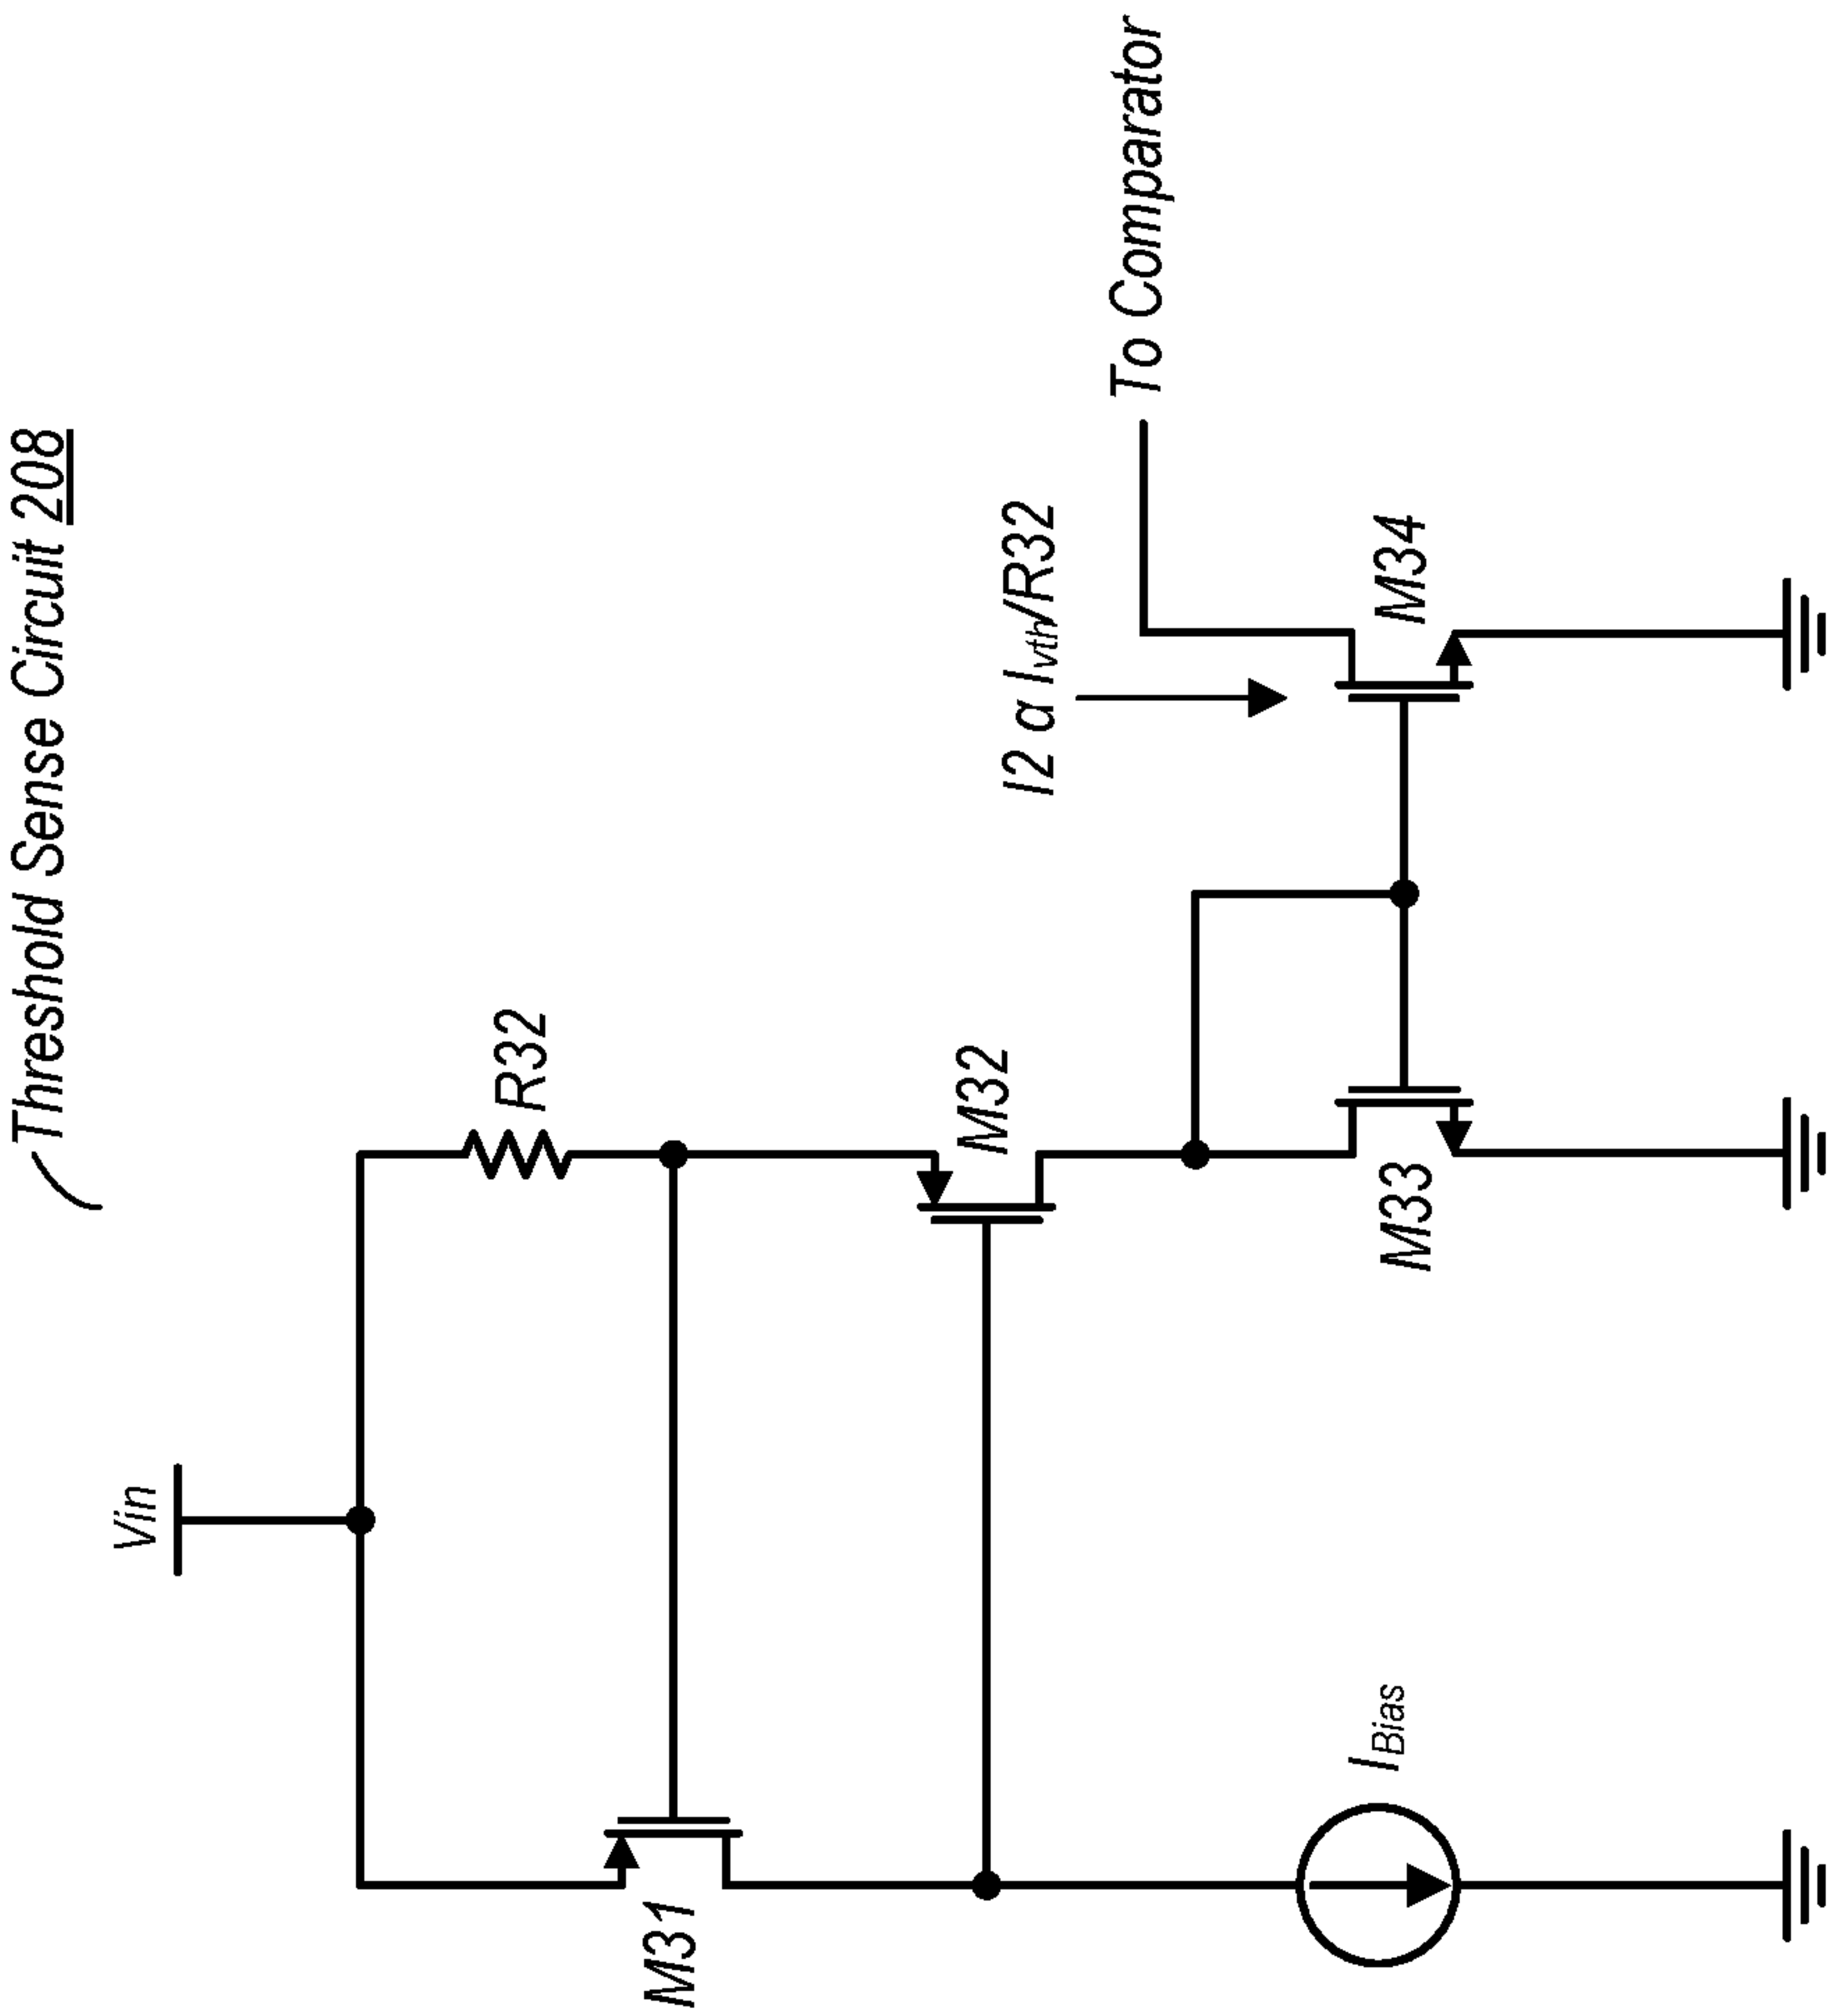 Threshold Sense Circuit 208
Vin
R32
M31
M32
I2 α Ivth/R32
To Comparator
IBias
M33
M34